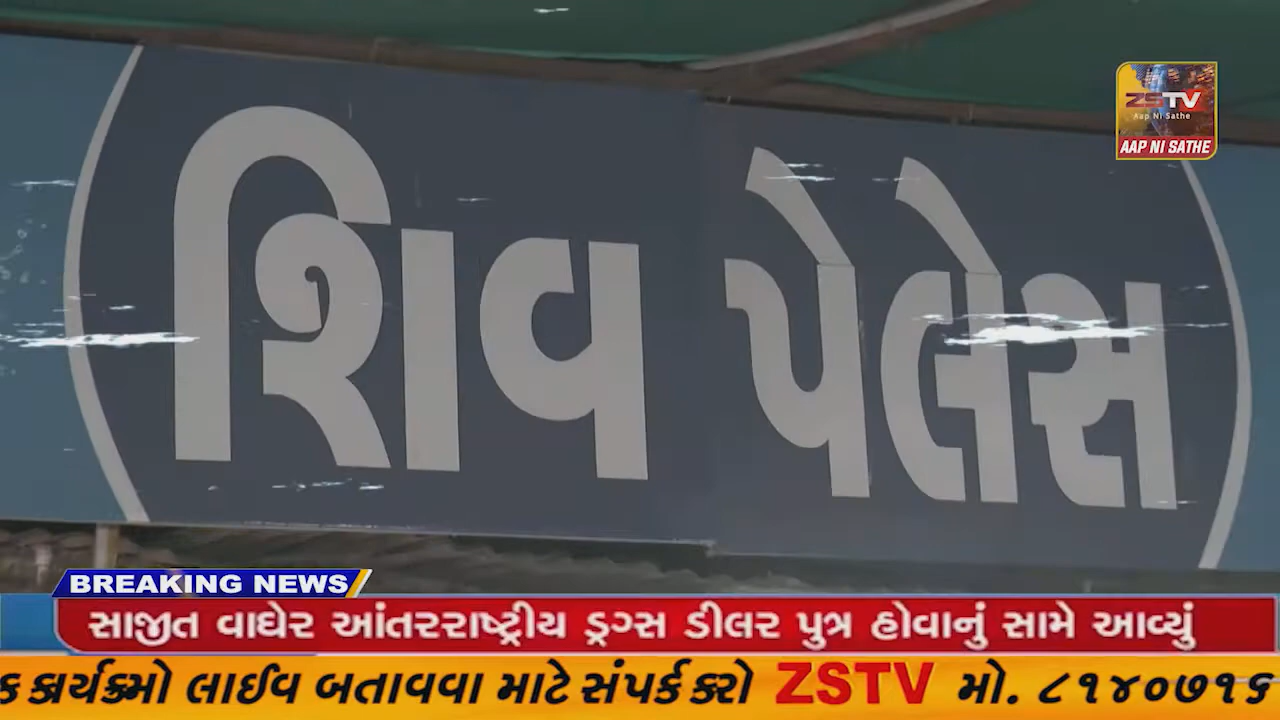 ZSTV
Aap Ni Sathe
AAP NI SATHE
શિવ પેલેસ
BREAKING NEWS
સાજીત વાઘેર આંતરરાષ્ટ્રીય ડ્રગ્સ ડીલર પુત્ર હોવાનું સામે આવ્યું
ક કાર્યક્રમો લાઈવ બતાવવા માટે સંપર્ક કરો ZSTV મો. ૮૧૪૦૭૧૬